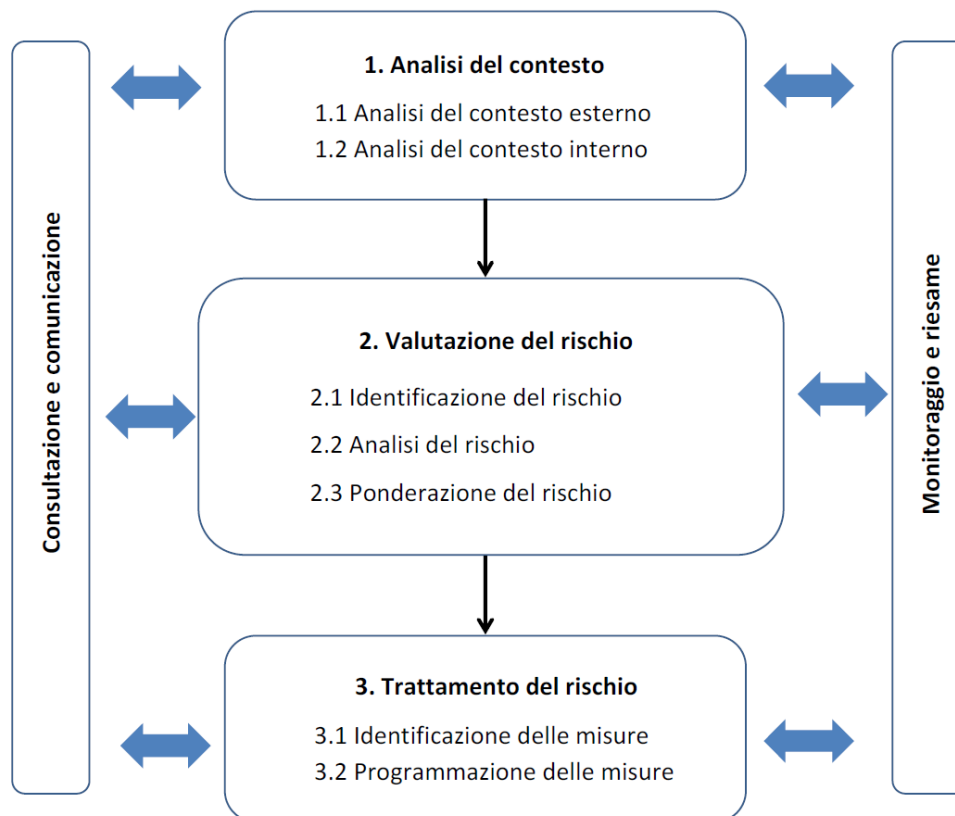 Consultazione e comunicazione
1. Analisi del contesto
1.1 Analisi del contesto esterno
1.2 Analisi del contesto interno
2. Valutazione del rischio
2.1 Identificazione del rischio
2.2 Analisi del rischio
2.3 Ponderazione del rischio
3. Trattamento del rischio
3.1 Identificazione delle misure
3.2 Programmazione delle misure
Monitoraggio e riesame